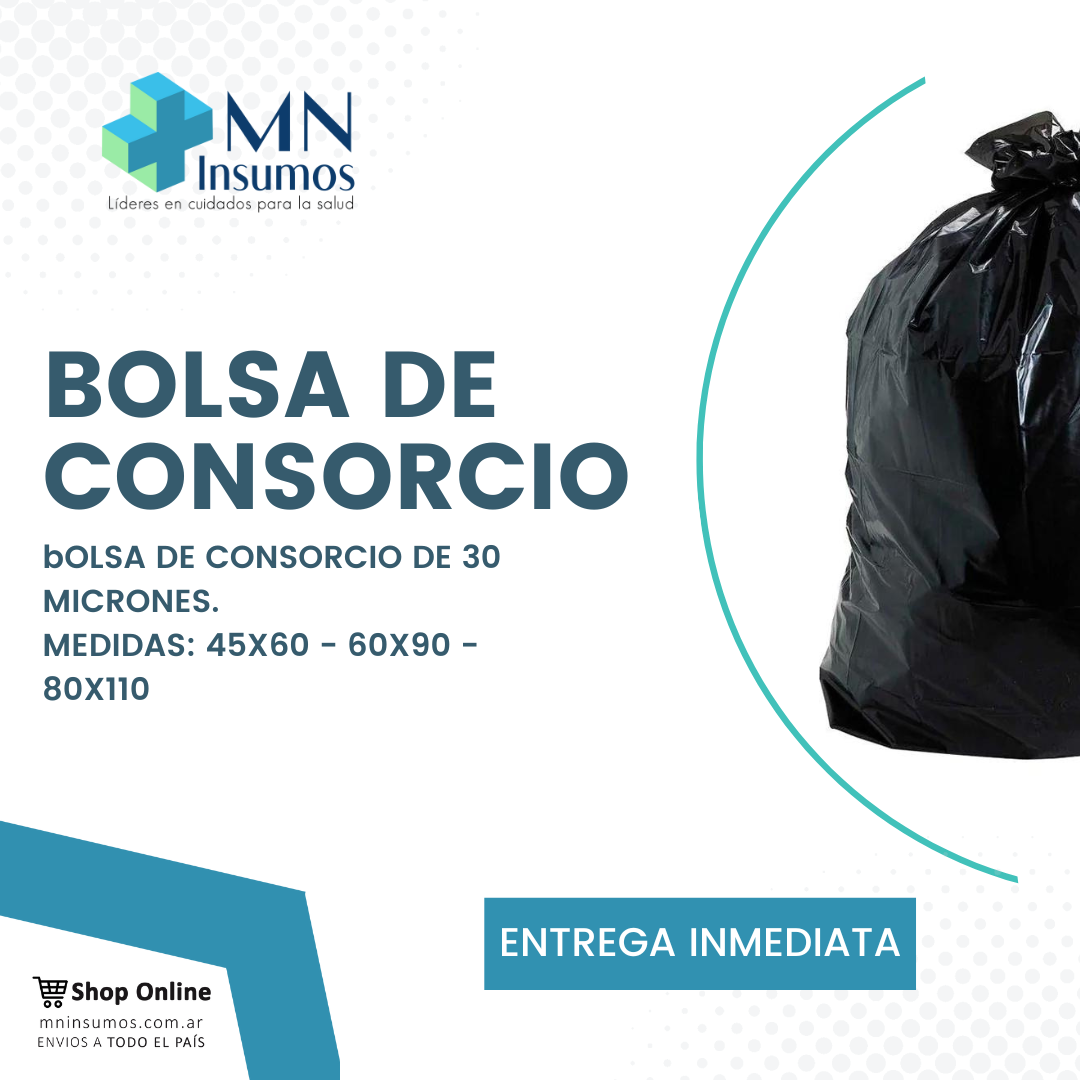 MN
Insumos
Líderes en cuidados para la salud
BOLSA DE
CONSORCIO
bOLSA DE CONSORCIO DE 30
MICRONES.
MEDIDAS: 45X60 - 60X90 -
80X110
ENTREGA INMEDIATA
Shop Online
mninsumos.com.ar
ENVIOS A TODO EL PAÍS